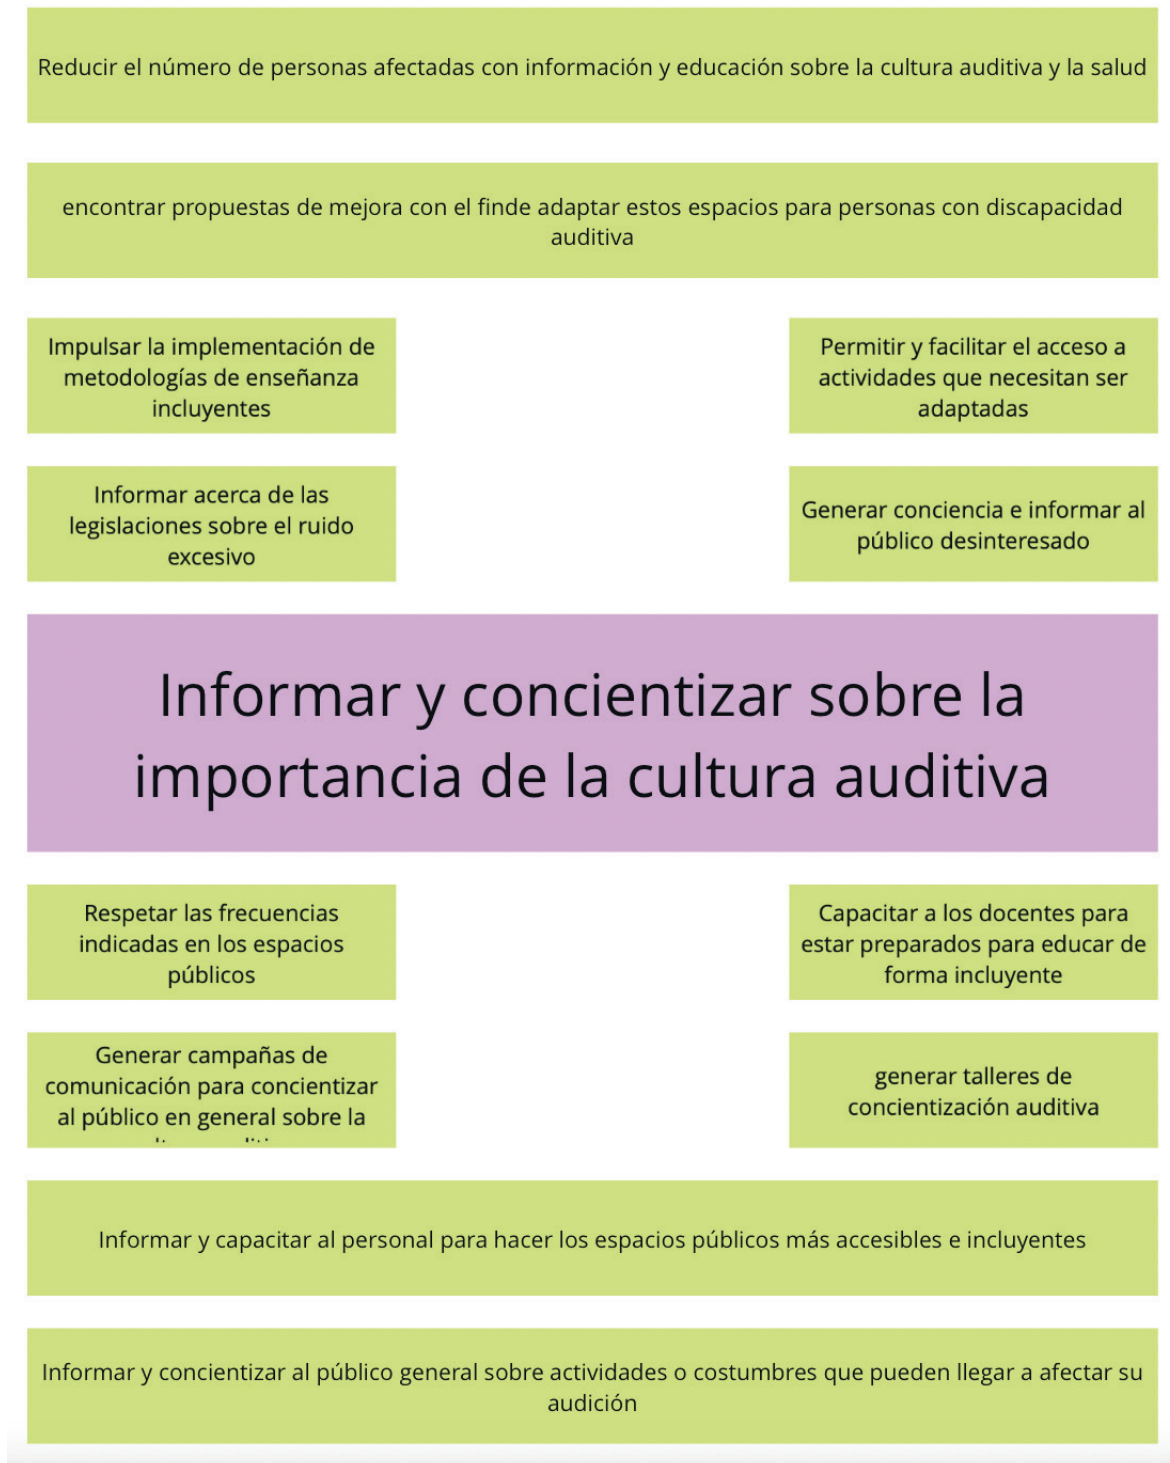 Reducir el número de personas afectadas con información y educación sobre la cultura auditiva y la salud
encontrar propuestas de mejora con el finde adaptar estos espacios para personas con discapacidad
auditiva
Impulsar la implementación de
metodologías de enseñanza
incluyentes
Permitir y facilitar el acceso a
actividades que necesitan ser
adaptadas
Informar acerca de las
legislaciones sobre el ruido
excesivo
Generar conciencia e informar al
público desinteresado
Informar y concientizar sobre la
importancia de la cultura auditiva
Respetar las frecuencias
indicadas en los espacios
públicos
Capacitar a los docentes para
estar preparados para educar de
forma incluyente
Generar campañas de
comunicación para concientizar
al público en general sobre la
generar talleres de
concientización auditiva
Informar y capacitar al personal para hacer los espacios públicos más accesibles e incluyentes
Informar y concientizar al público general sobre actividades o costumbres que pueden llegar a afectar su
audición